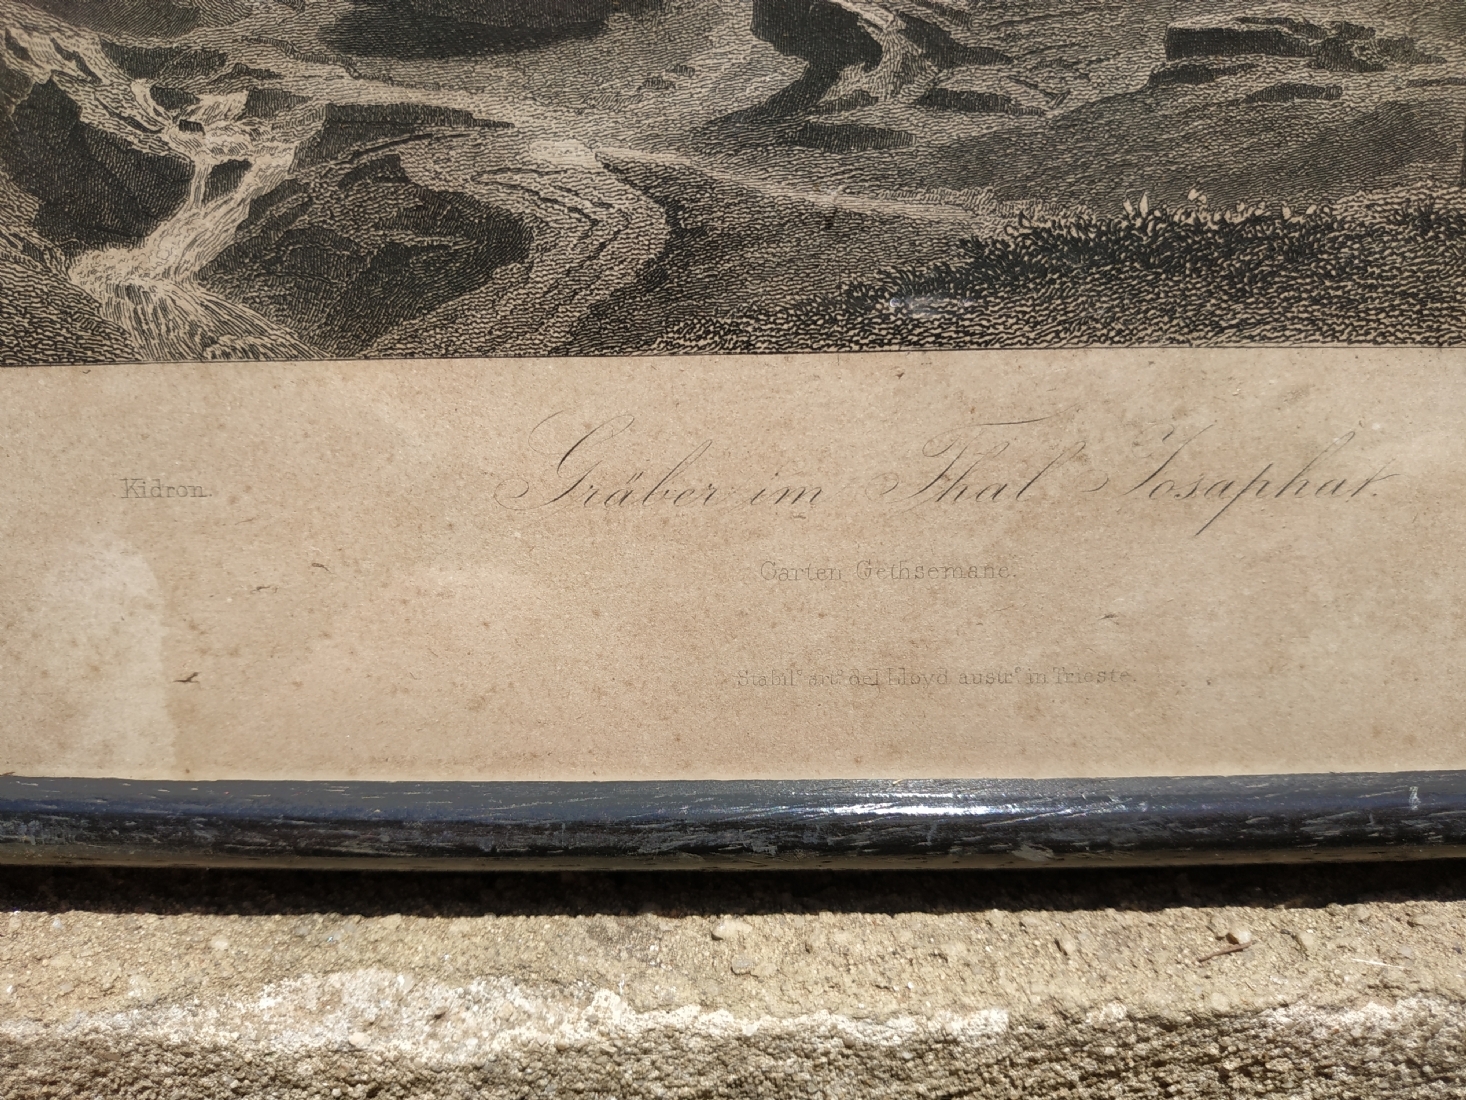 Kidron.
Gräber im Thal Josaphat.
Garten Gethsemane.
Stabil.º art.º del Lloyd austr.º in Trieste.